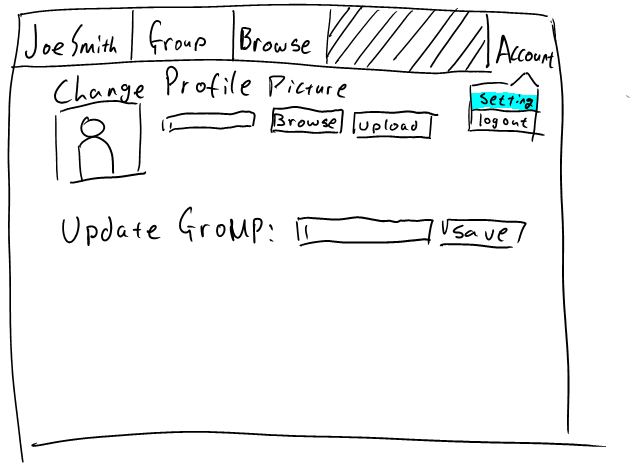 Joe Smith Group Browse Account
Change Profile Picture
Setting
Browse Upload logout
Update GroUP: Save